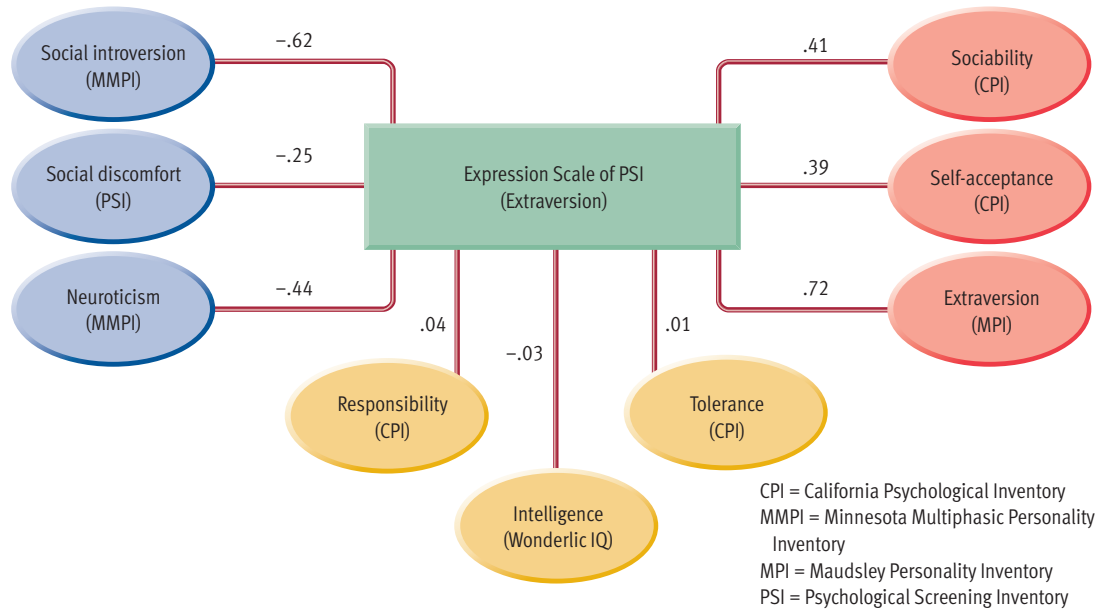 Social introversion
(MMPI)
−.62
.41
Sociability
(CPI)
Social discomfort
(PSI)
−.25
Expression Scale of PSI
(Extraversion)
.39
Self-acceptance
(CPI)
Neuroticism
(MMPI)
−.44
.72
Extraversion
(MPI)
.04
−.03
.01
Responsibility
(CPI)
Tolerance
(CPI)
Intelligence
(Wonderlic IQ)
CPI = California Psychological Inventory
MMPI = Minnesota Multiphasic Personality
Inventory
MPI = Maudsley Personality Inventory
PSI = Psychological Screening Inventory